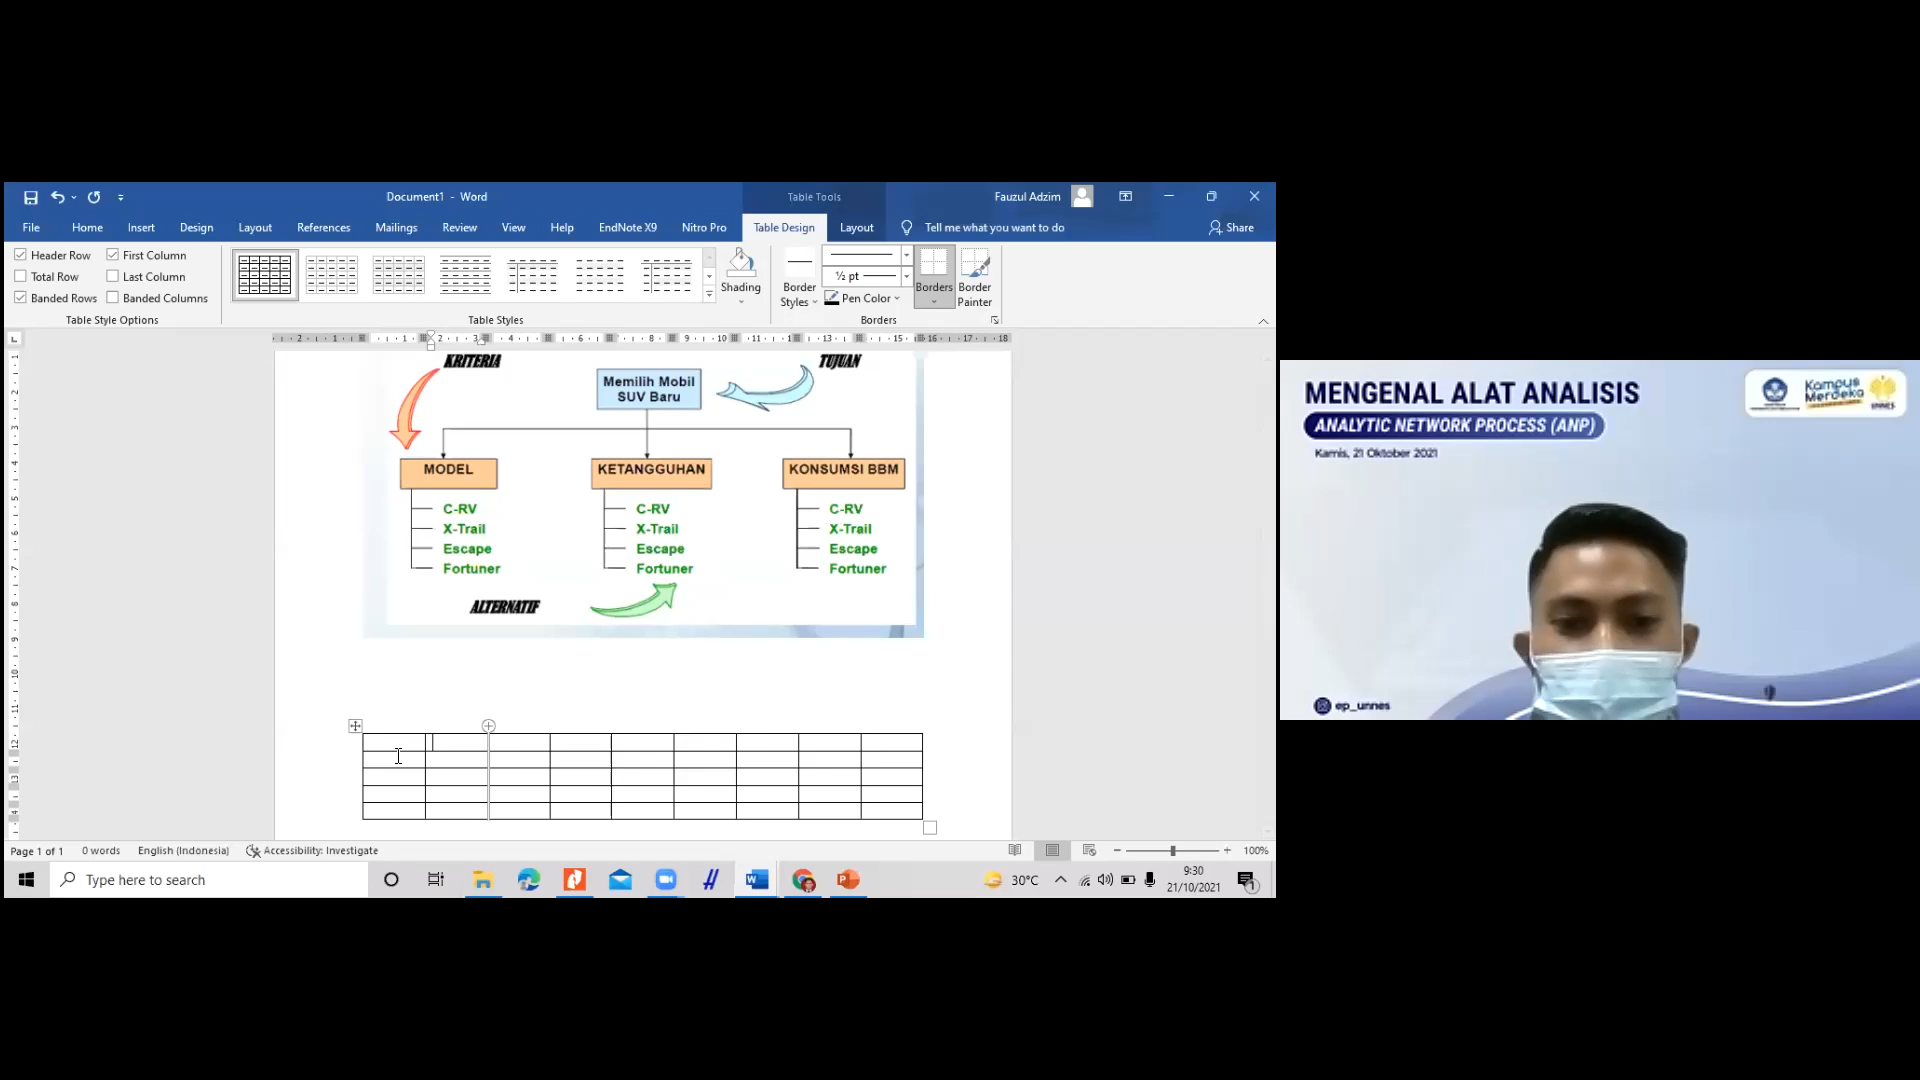 Document1 - Word
Table Tools
Fauzul Adzim
File Home Insert Design Layout References Mailings Review View Help EndNote X9 Nitro Pro Table Design Layout Tell me what you want to do Share
Header Row First Column
Total Row Last Column
Banded Rows Banded Columns
Table Style Options
Table Styles
Shading
Border Styles
½ pt
Pen Color
Borders
Border Painter
Borders
KRITERIA
TUJUAN
Memilih Mobil
SUV Baru
MODEL KETANGGUHAN KONSUMSI BBM
C-RV C-RV C-RV
X-Trail X-Trail X-Trail
Escape Escape Escape
Fortuner Fortuner Fortuner
ALTERNATIF
Page 1 of 1 0 words English (Indonesia) Accessibility: Investigate 100%
Type here to search
30°C
9:30
21/10/2021
MENGENAL ALAT ANALISIS
ANALYTIC NETWORK PROCESS (ANP)
Kamis, 21 Oktober 2021
Kampus
Merdeka
UNNES
ep_unnes